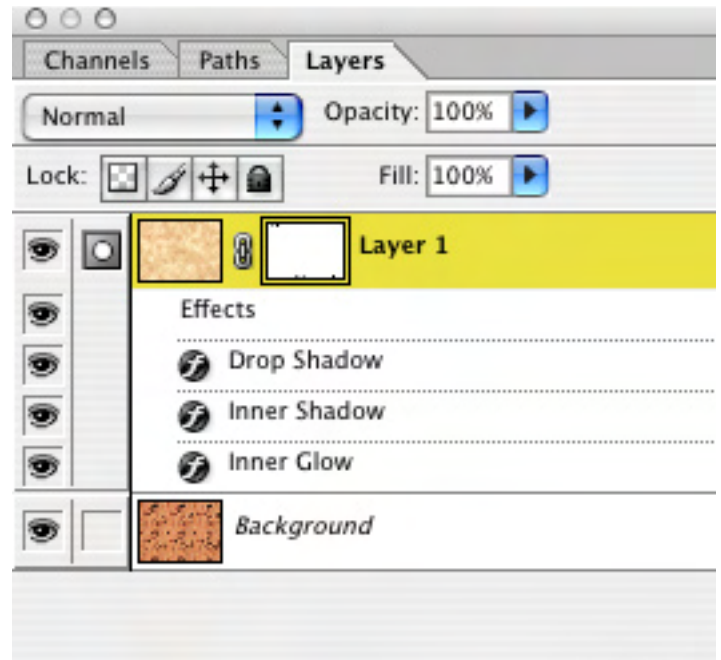 Channels Paths Layers
Normal Opacity: 100%
Lock: Fill: 100%
Layer 1
Effects
Drop Shadow
Inner Shadow
Inner Glow
Background